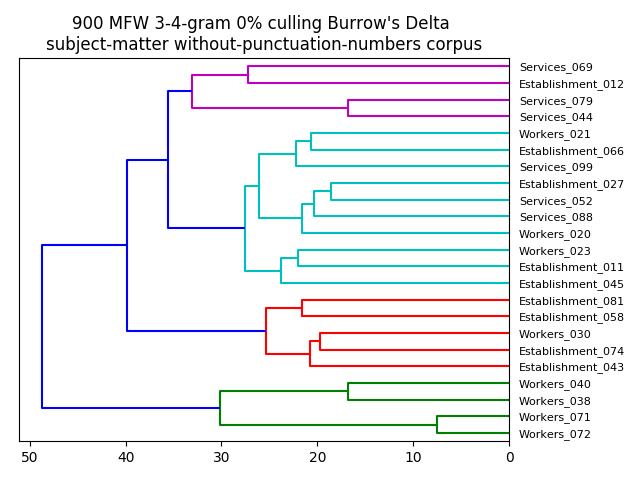 900 MFW 3-4-gram 0% culling Burrow's Delta
subject-matter without-punctuation-numbers corpus
Services_069
Establishment_012
Services_079
Services_044
Workers_021
Establishment_066
Services_099
Establishment_027
Services_052
Services_088
Workers_020
Workers_023
Establishment_011
Establishment_045
Establishment_081
Establishment_058
Workers_030
Establishment_074
Establishment_043
Workers_040
Workers_038
Workers_071
Workers_072
50 40 30 20 10 0